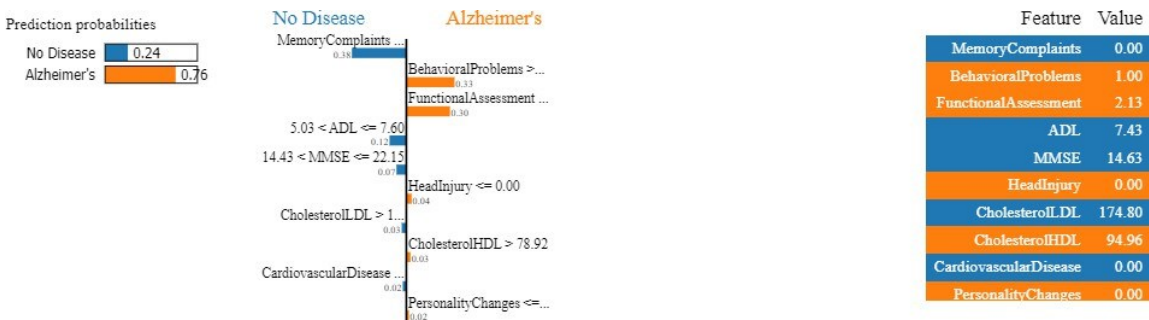 Prediction probabilities
No Disease 0.24
Alzheimer's 0.76
No Disease Alzheimer's
MemoryComplaints ...
0.38
BehavioralProblems >...
0.33
FunctionalAssessment ...
0.30
5.03 < ADL <= 7.60
0.12
14.43 < MMSE <= 22.15
0.07
HeadInjury <= 0.00
0.04
CholesterolLDL > 1...
0.03
CholesterolHDL > 78.92
0.03
CardiovascularDisease ...
0.02
PersonalityChanges <=...
0.02
Feature Value
MemoryComplaints 0.00
BehavioralProblems 1.00
FunctionalAssessment 2.13
ADL 7.43
MMSE 14.63
HeadInjury 0.00
CholesterolLDL 174.80
CholesterolHDL 94.96
CardiovascularDisease 0.00
PersonalityChanges 0.00